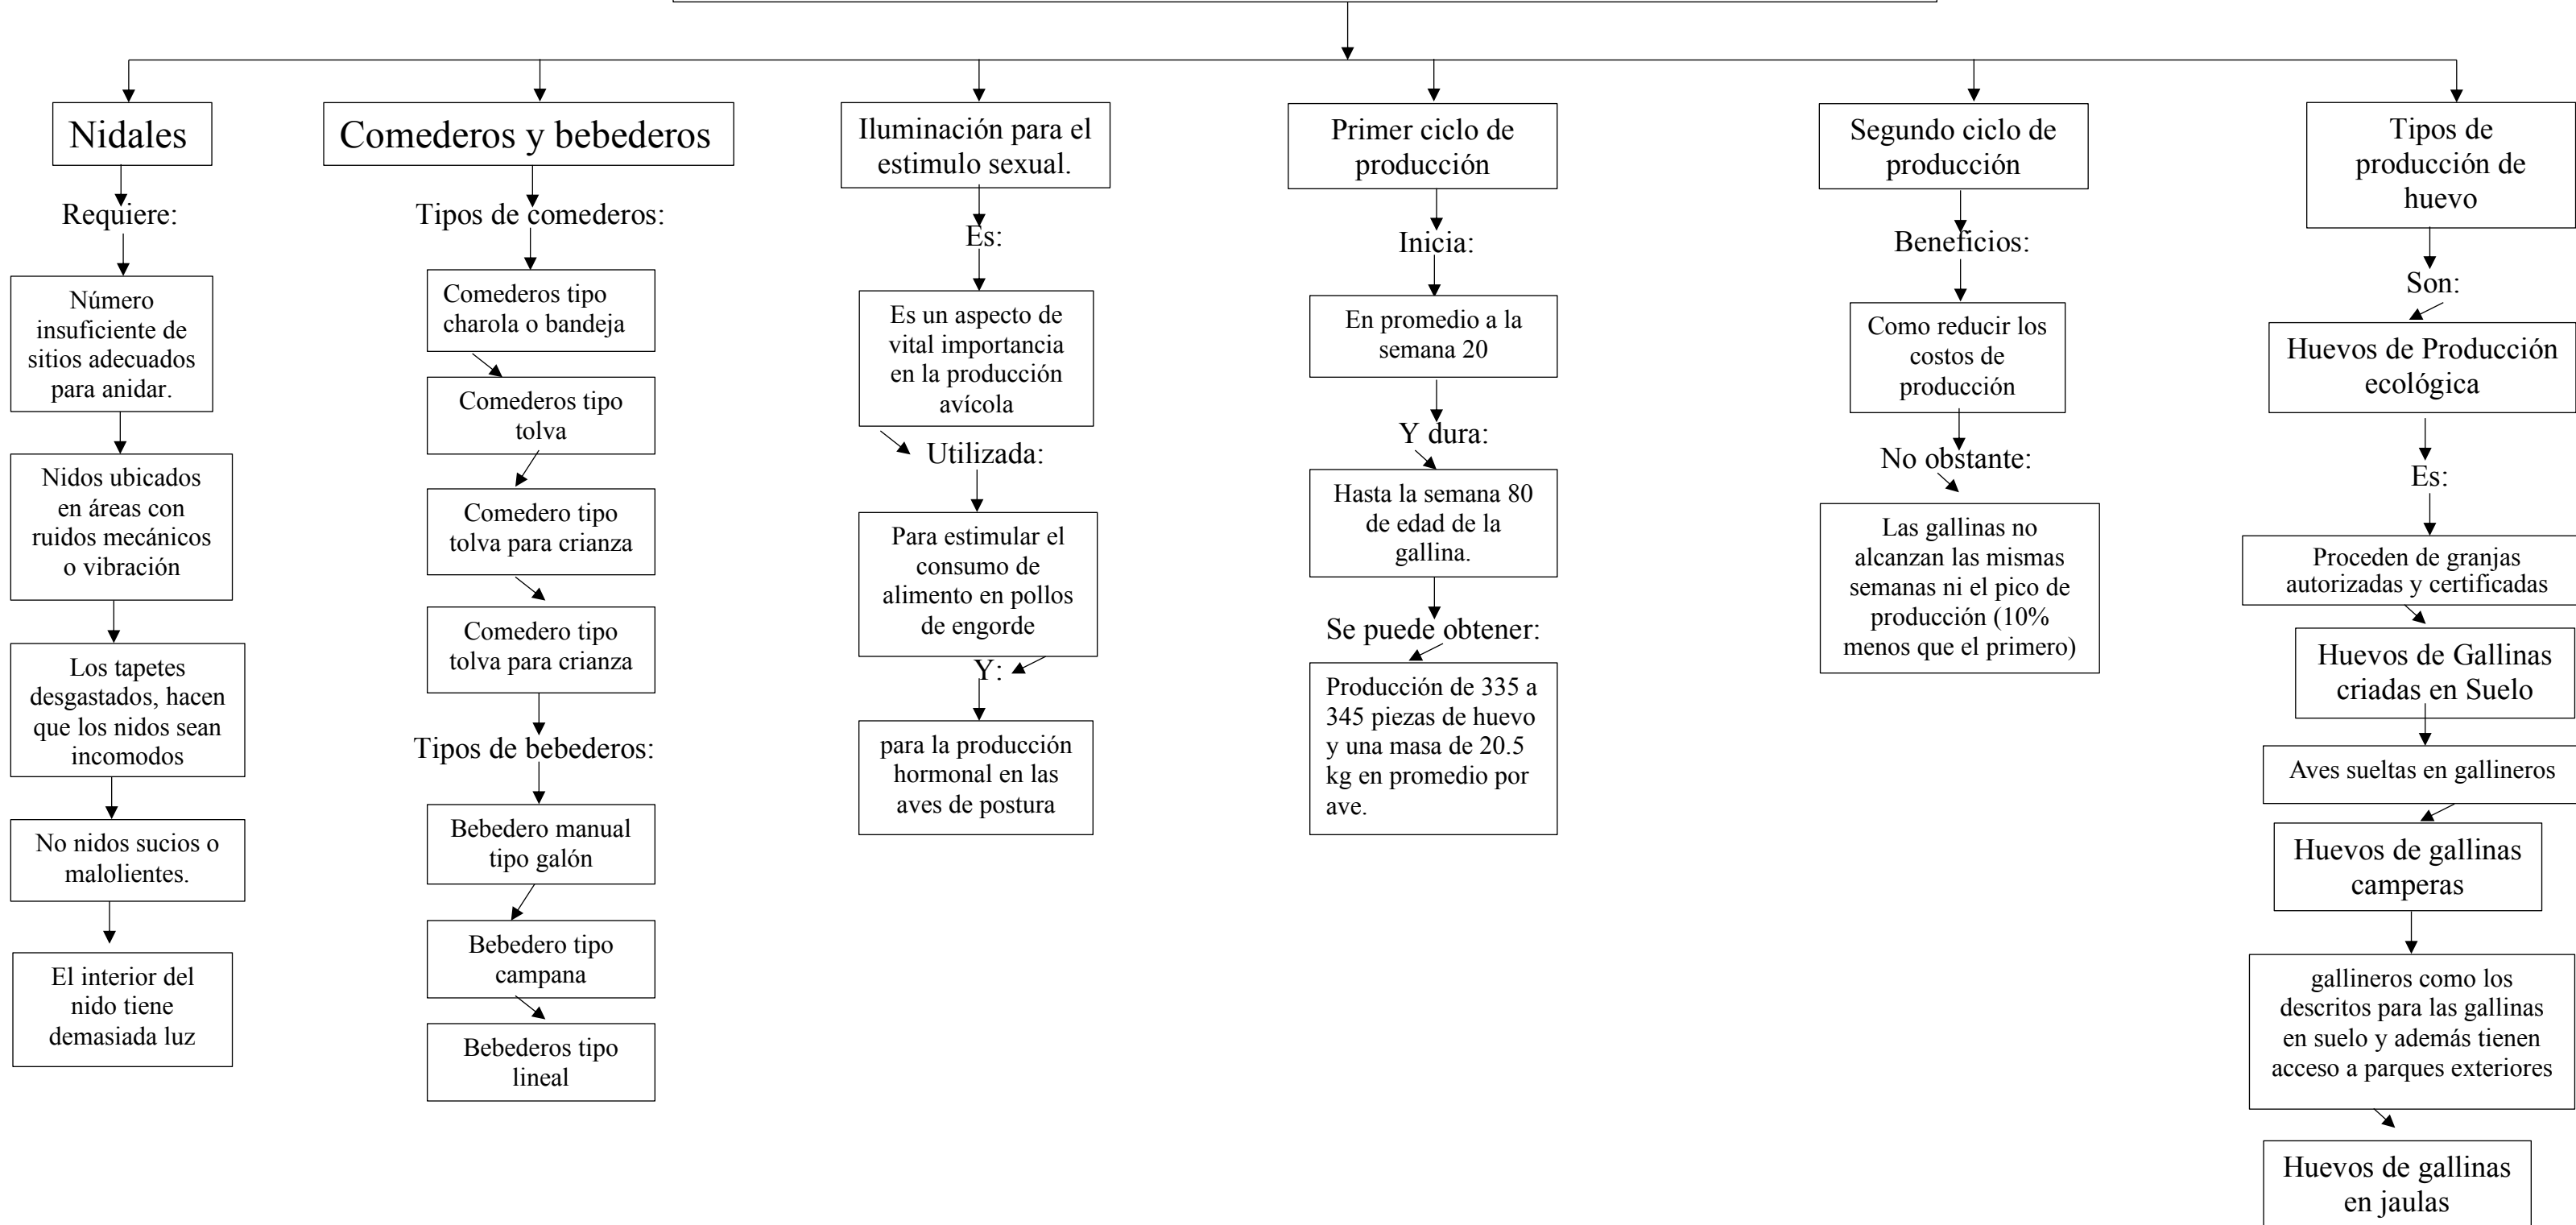 Nidales
Requiere:
Número
insuficiente de
sitios adecuados
para anidar.
Nidos ubicados
en áreas con
ruidos mecánicos
o vibración
Los tapetes
desgastados, hacen
que los nidos sean
incomodos
No nidos sucios o
malolientes.
El interior del
nido tiene
demasiada luz
Comederos y bebederos
Tipos de comederos:
Comederos tipo
charola o bandeja
Comederos tipo
tolva
Comedero tipo
tolva para crianza
Comedero tipo
tolva para crianza
Tipos de bebederos:
Bebedero manual
tipo galón
Bebedero tipo
campana
Bebederos tipo
lineal
Iluminación para el
estimulo sexual.
Es:
Es un aspecto de
vital importancia
en la producción
avícola
Utilizada:
Para estimular el
consumo de
alimento en pollos
de engorde
Y:
para la producción
hormonal en las
aves de postura
Primer ciclo de
producción
Inicia:
En promedio a la
semana 20
Y dura:
Hasta la semana 80
de edad de la
gallina.
Se puede obtener:
Producción de 335 a
345 piezas de huevo
y una masa de 20.5
kg en promedio por
ave.
Segundo ciclo de
producción
Beneficios:
Como reducir los
costos de
producción
No obstante:
Las gallinas no
alcanzan las mismas
semanas ni el pico de
producción (10%
menos que el primero)
Tipos de
producción de
huevo
Son:
Huevos de Producción
ecológica
Es:
Proceden de granjas
autorizadas y certificadas
Huevos de Gallinas
criadas en Suelo
Aves sueltas en gallineros
Huevos de gallinas
camperas
gallineros como los
descritos para las gallinas
en suelo y además tienen
acceso a parques exteriores
Huevos de gallinas
en jaulas